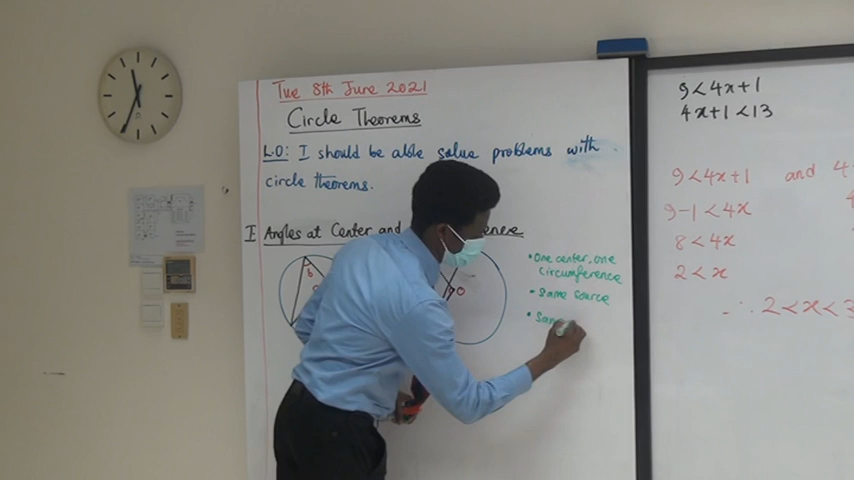 Tue 8th June 2021
Circle Theorems
L.O: I should be able solve problems with
circle theorems.
I Angles at Center and
• One center, one
circumference
• Same source
b
O
9<4x+1
4x+1<13
9<4x+1 and
9-1<4x
8<4x
2<x
∴ 2<x<3